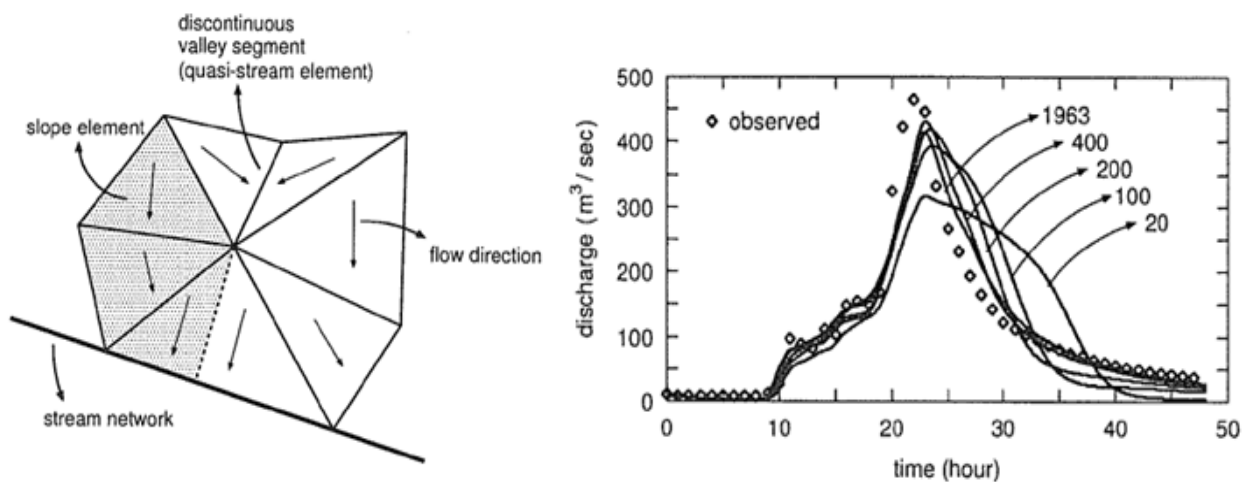 discontinuous
valley segment
(quasi-stream element)
slope element
flow direction
stream network
500
400
300
200
100
0
discharge (m³ / sec)
observed
1963
400
200
100
20
0
10
20
30
40
50
time (hour)